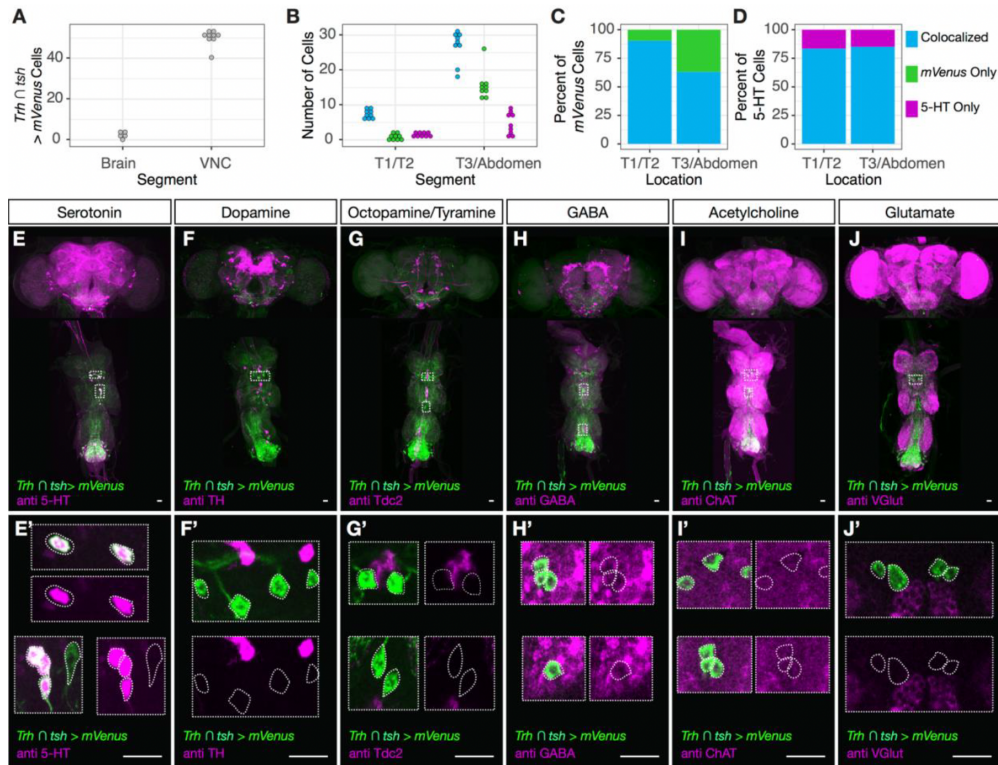 A
Trh ∩ tsh
> mVenus Cells
40
20
0
Brain
VNC
Segment
B
Number of Cells
30
20
10
0
T1/T2
T3/Abdomen
Segment
C
Percent of
mVenus Cells
100
75
50
25
0
T1/T2
T3/Abdomen
Location
D
Percent of
5-HT Cells
100
75
50
25
0
T1/T2
T3/Abdomen
Location
Colocalized
mVenus Only
5-HT Only
Serotonin
Dopamine
Octopamine/Tyramine
GABA
Acetylcholine
Glutamate
E
Trh ∩ tsh> mVenus
anti 5-HT
F
Trh ∩ tsh> mVenus
anti TH
G
Trh ∩ tsh> mVenus
anti Tdc2
H
Trh ∩ tsh> mVenus
anti GABA
I
Trh ∩ tsh> mVenus
anti ChAT
J
Trh ∩ tsh> mVenus
anti VGlut
E'
Trh ∩ tsh> mVenus
anti 5-HT
F'
Trh ∩ tsh> mVenus
anti TH
G'
Trh ∩ tsh> mVenus
anti Tdc2
H'
Trh ∩ tsh> mVenus
anti GABA
I'
Trh ∩ tsh> mVenus
anti ChAT
J'
Trh ∩ tsh> mVenus
anti VGlut